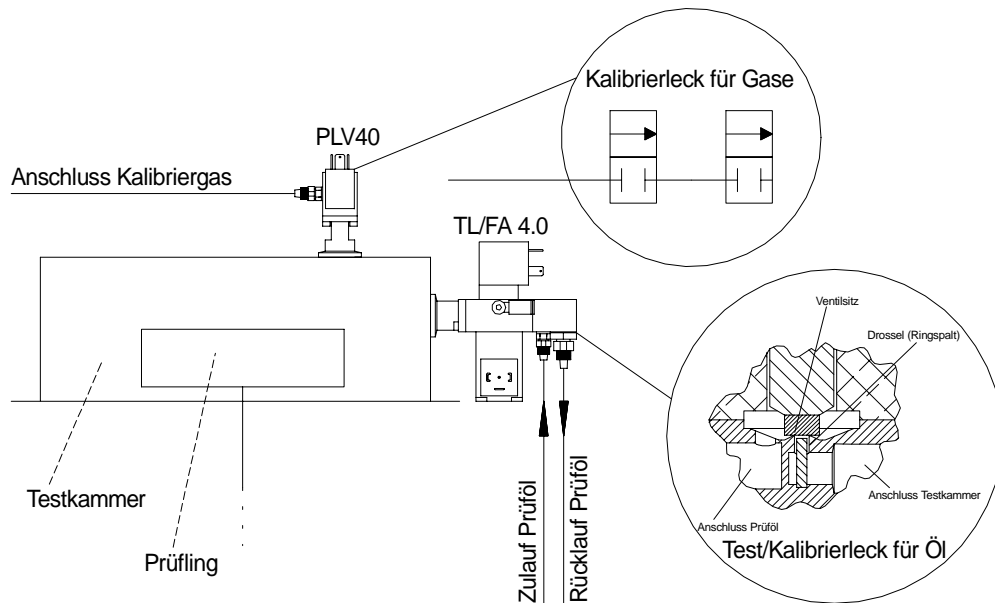 Kalibrierleck für Gase
PLV40
Anschluss Kalibriergas
TL/FA 4.0
Ventilsitz
Drossel (Ringspalt)
Testkammer
Prüfling
Zulauf Prüföl
Rücklauf Prüföl
Anschluss Testkammer
Anschluss Prüföl
Test/Kalibrierleck für Öl